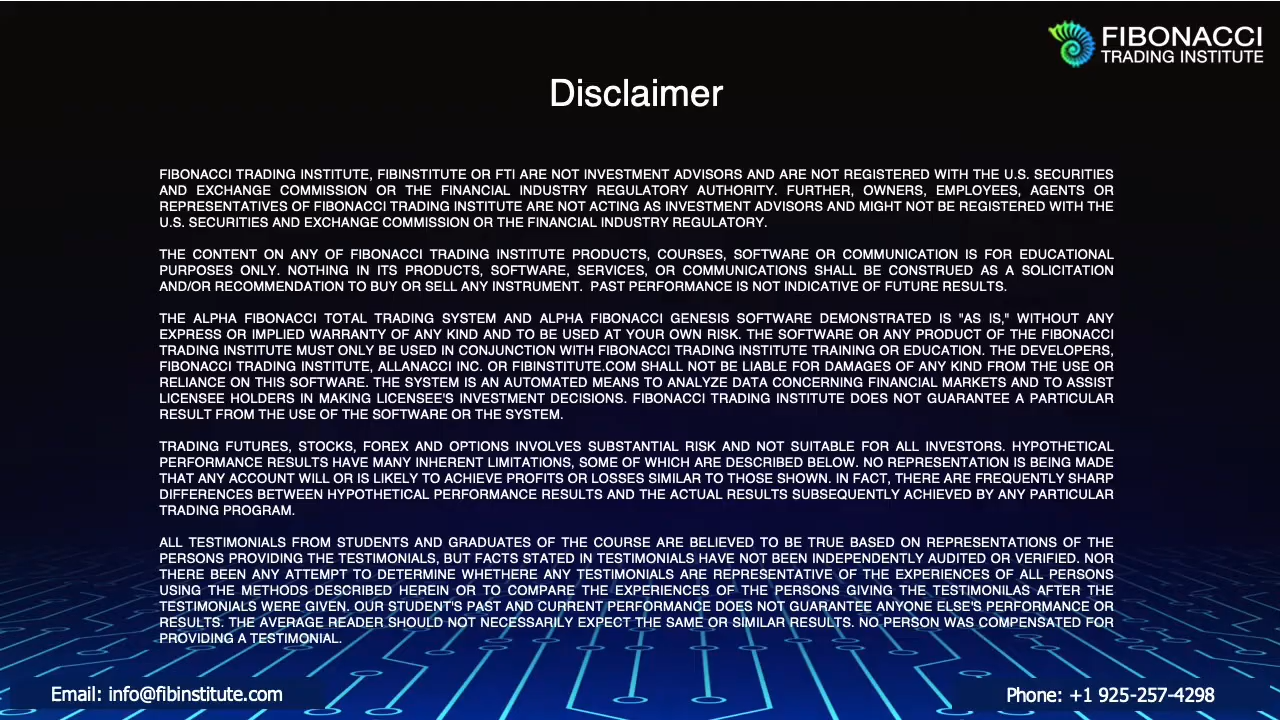 FIBONACCI
TRADING INSTITUTE
Disclaimer
FIBONACCI TRADING INSTITUTE, FIBINSTITUTE OR FTI ARE NOT INVESTMENT ADVISORS AND ARE NOT REGISTERED WITH THE U.S. SECURITIES
AND EXCHANGE COMMISSION OR THE FINANCIAL INDUSTRY REGULATORY AUTHORITY. FURTHER, OWNERS, EMPLOYEES, AGENTS OR
REPRESENTATIVES OF FIBONACCI TRADING INSTITUTE ARE NOT ACTING AS INVESTMENT ADVISORS AND MIGHT NOT BE REGISTERED WITH THE
U.S. SECURITIES AND EXCHANGE COMMISSION OR THE FINANCIAL INDUSTRY REGULATORY.
THE CONTENT ON ANY OF FIBONACCI TRADING INSTITUTE PRODUCTS, COURSES, SOFTWARE OR COMMUNICATION IS FOR EDUCATIONAL
PURPOSES ONLY. NOTHING IN ITS PRODUCTS, SOFTWARE, SERVICES, OR COMMUNICATIONS SHALL BE CONSTRUED AS A SOLICITATION
AND/OR RECOMMENDATION TO BUY OR SELL ANY INSTRUMENT. PAST PERFORMANCE IS NOT INDICATIVE OF FUTURE RESULTS.
THE ALPHA FIBONACCI TOTAL TRADING SYSTEM AND ALPHA FIBONACCI GENESIS SOFTWARE DEMONSTRATED IS "AS IS," WITHOUT ANY
EXPRESS OR IMPLIED WARRANTY OF ANY KIND AND TO BE USED AT YOUR OWN RISK. THE SOFTWARE OR ANY PRODUCT OF THE FIBONACCI
TRADING INSTITUTE MUST ONLY BE USED IN CONJUNCTION WITH FIBONACCI TRADING INSTITUTE TRAINING OR EDUCATION. THE DEVELOPERS,
FIBONACCI TRADING INSTITUTE, ALLANACCI INC. OR FIBINSTITUTE.COM SHALL NOT BE LIABLE FOR DAMAGES OF ANY KIND FROM THE USE OR
RELIANCE ON THIS SOFTWARE. THE SYSTEM IS AN AUTOMATED MEANS TO ANALYZE DATA CONCERNING FINANCIAL MARKETS AND TO ASSIST
LICENSEE HOLDERS IN MAKING LICENSEE'S INVESTMENT DECISIONS. FIBONACCI TRADING INSTITUTE DOES NOT GUARANTEE A PARTICULAR
RESULT FROM THE USE OF THE SOFTWARE OR THE SYSTEM.
TRADING FUTURES, STOCKS, FOREX AND OPTIONS INVOLVES SUBSTANTIAL RISK AND NOT SUITABLE FOR ALL INVESTORS. HYPOTHETICAL
PERFORMANCE RESULTS HAVE MANY INHERENT LIMITATIONS, SOME OF WHICH ARE DESCRIBED BELOW. NO REPRESENTATION IS BEING MADE
THAT ANY ACCOUNT WILL OR IS LIKELY TO ACHIEVE PROFITS OR LOSSES SIMILAR TO THOSE SHOWN. IN FACT, THERE ARE FREQUENTLY SHARP
DIFFERENCES BETWEEN HYPOTHETICAL PERFORMANCE RESULTS AND THE ACTUAL RESULTS SUBSEQUENTLY ACHIEVED BY ANY PARTICULAR
TRADING PROGRAM.
ALL TESTIMONIALS FROM STUDENTS AND GRADUATES OF THE COURSE ARE BELIEVED TO BE TRUE BASED ON REPRESENTATIONS OF THE
PERSONS PROVIDING THE TESTIMONIALS, BUT FACTS STATED IN TESTIMONIALS HAVE NOT BEEN INDEPENDENTLY AUDITED OR VERIFIED. NOR
THERE BEEN ANY ATTEMPT TO DETERMINE WHETHERE ANY TESTIMONIALS ARE REPRESENTATIVE OF THE EXPERIENCES OF ALL PERSONS
USING THE METHODS DESCRIBED HEREIN OR TO COMPARE THE EXPERIENCES OF THE PERSONS GIVING THE TESTIMONILAS AFTER THE
TESTIMONIALS WERE GIVEN. OUR STUDENT'S PAST AND CURRENT PERFORMANCE DOES NOT GUARANTEE ANYONE ELSE'S PERFORMANCE OR
RESULTS. THE AVERAGE READER SHOULD NOT NECESSARILY EXPECT THE SAME OR SIMILAR RESULTS. NO PERSON WAS COMPENSATED FOR
PROVIDING A TESTIMONIAL.
Email: info@fibinstitute.com
Phone: +1 925-257-4298